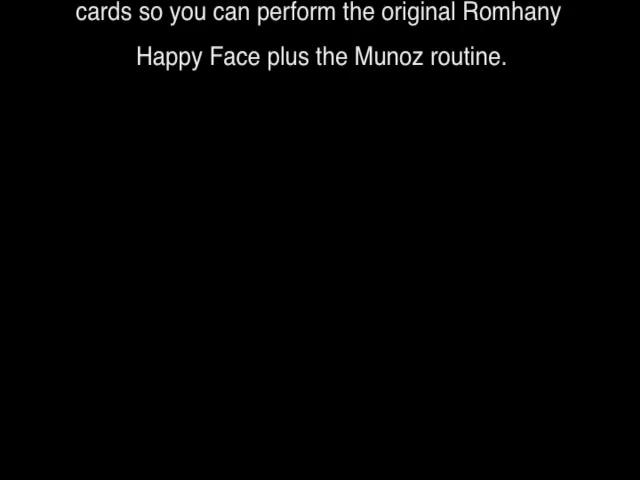 cards so you can perform the original Romhany
Happy Face plus the Munoz routine.